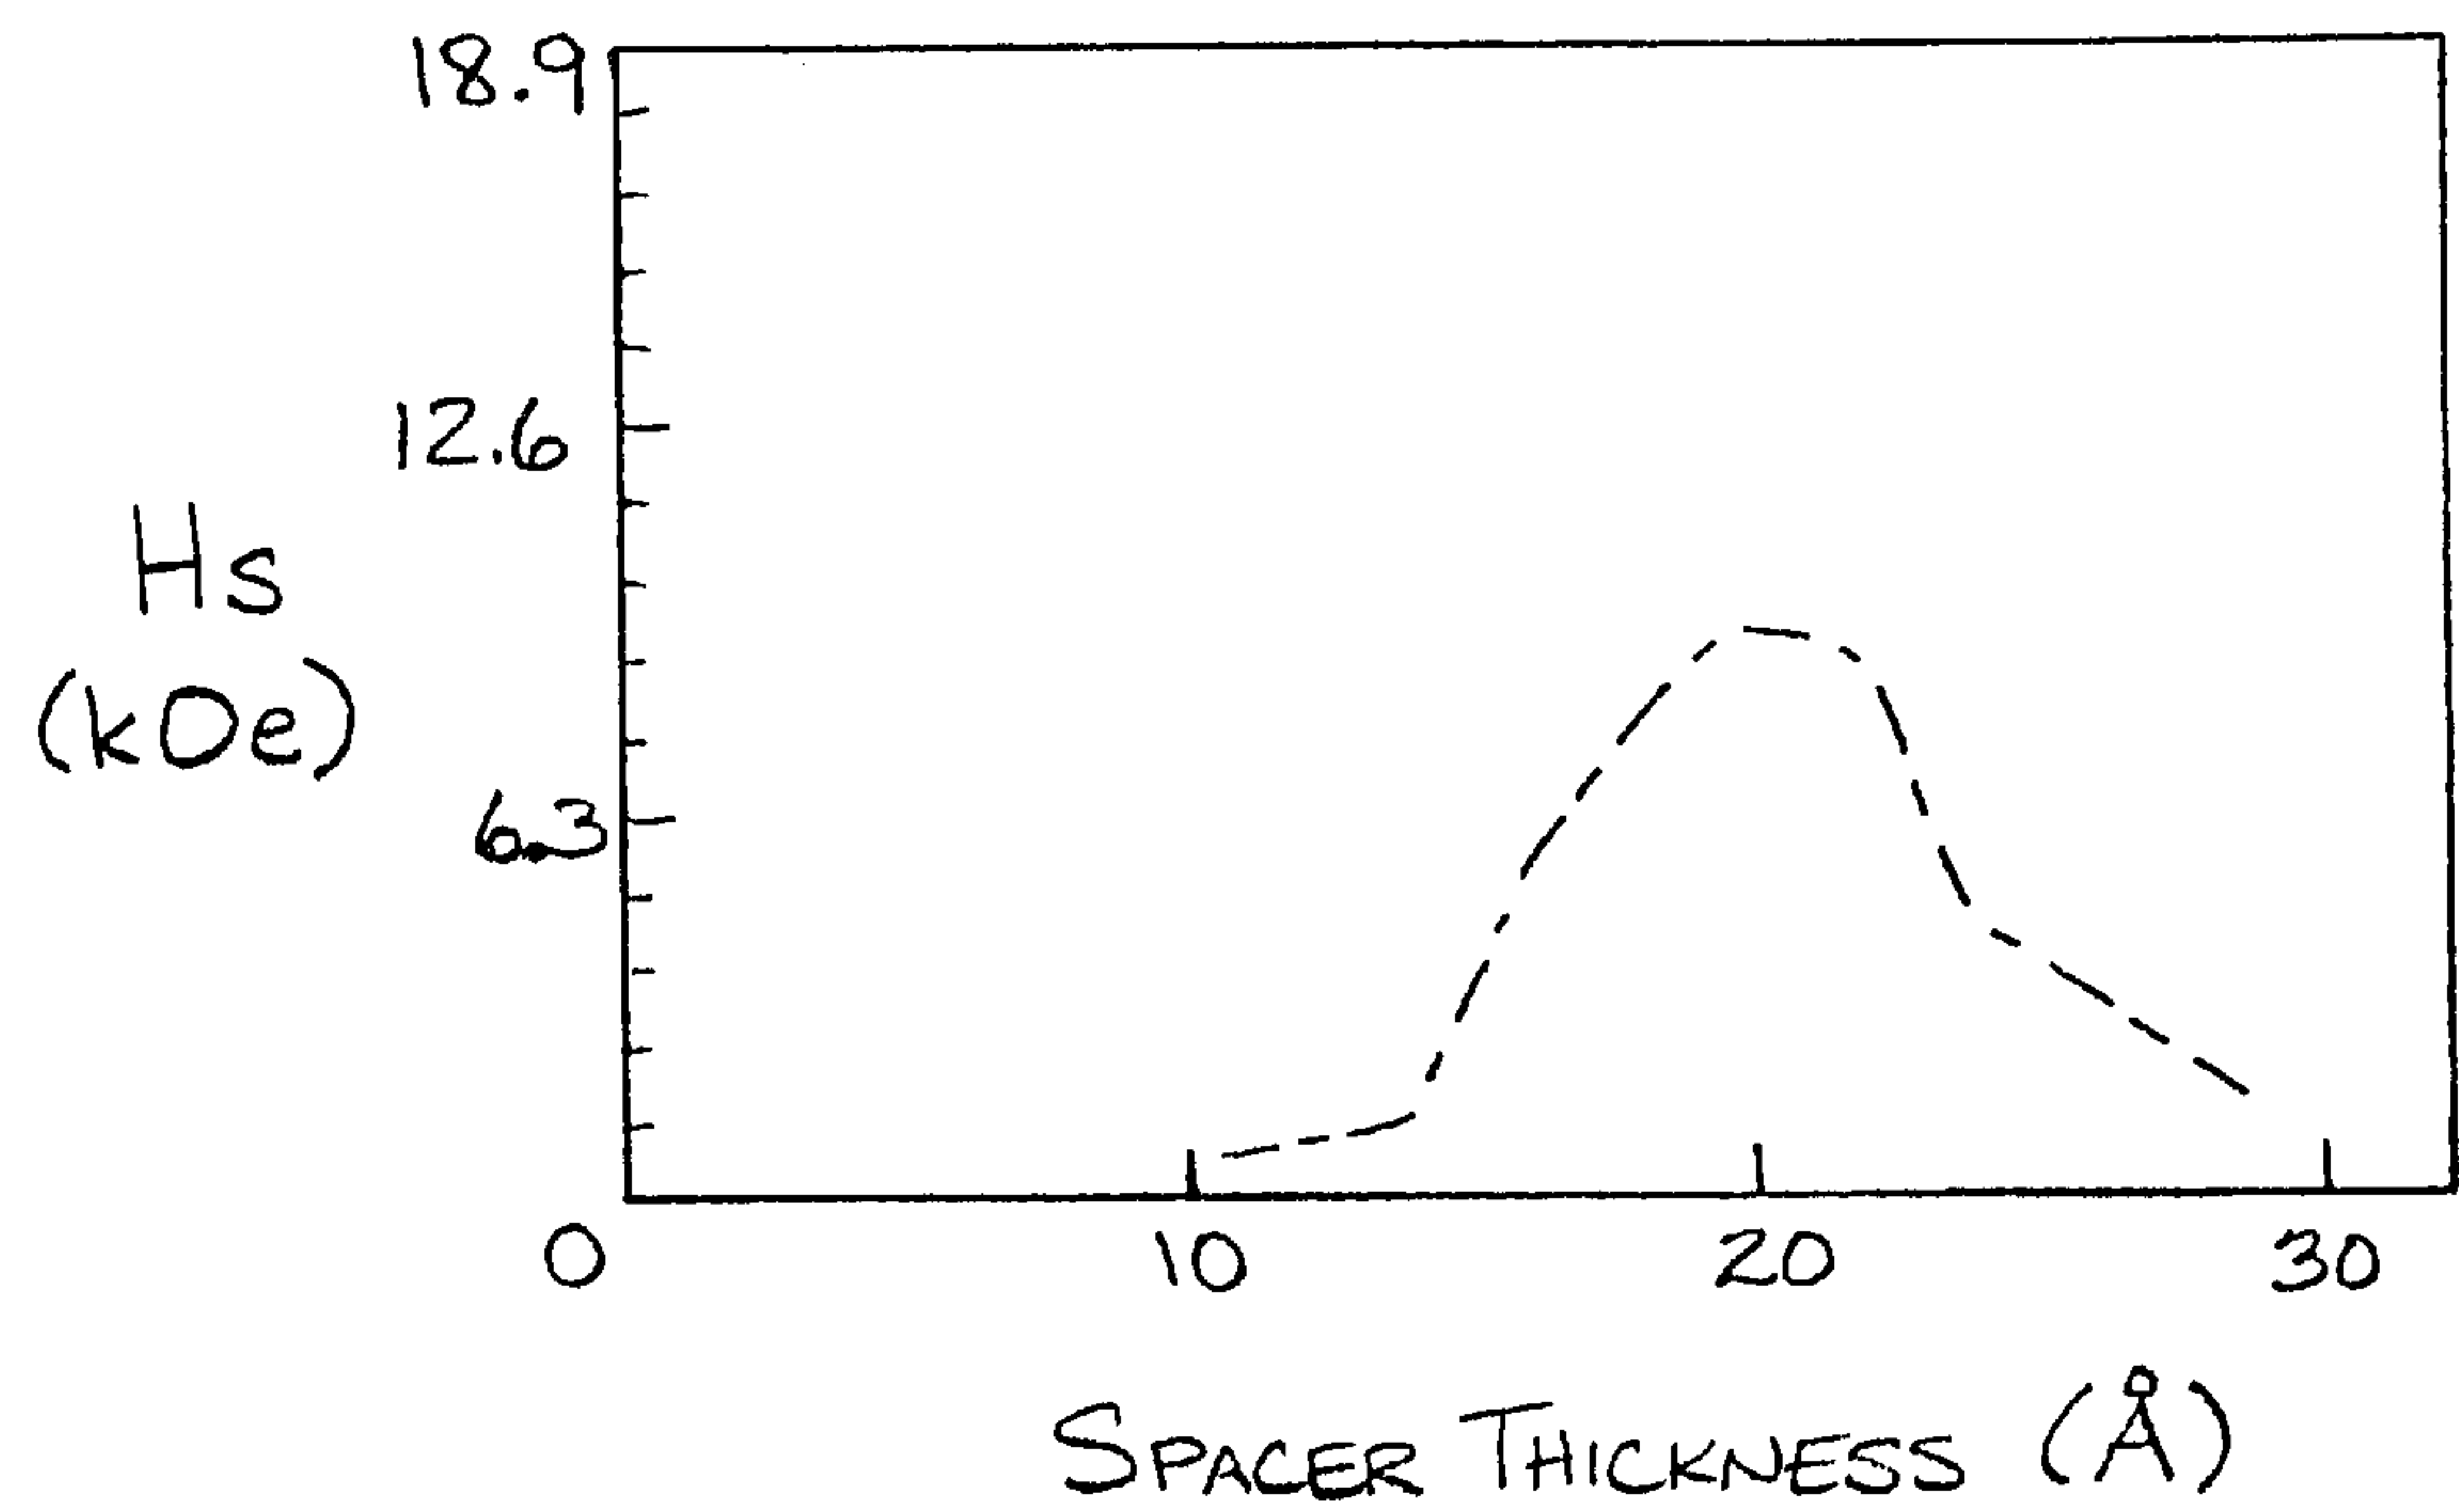 18.9
12.6
Hs
(kOe)
6.3
0 10 20 30
SPACER THICKNESS (Å)